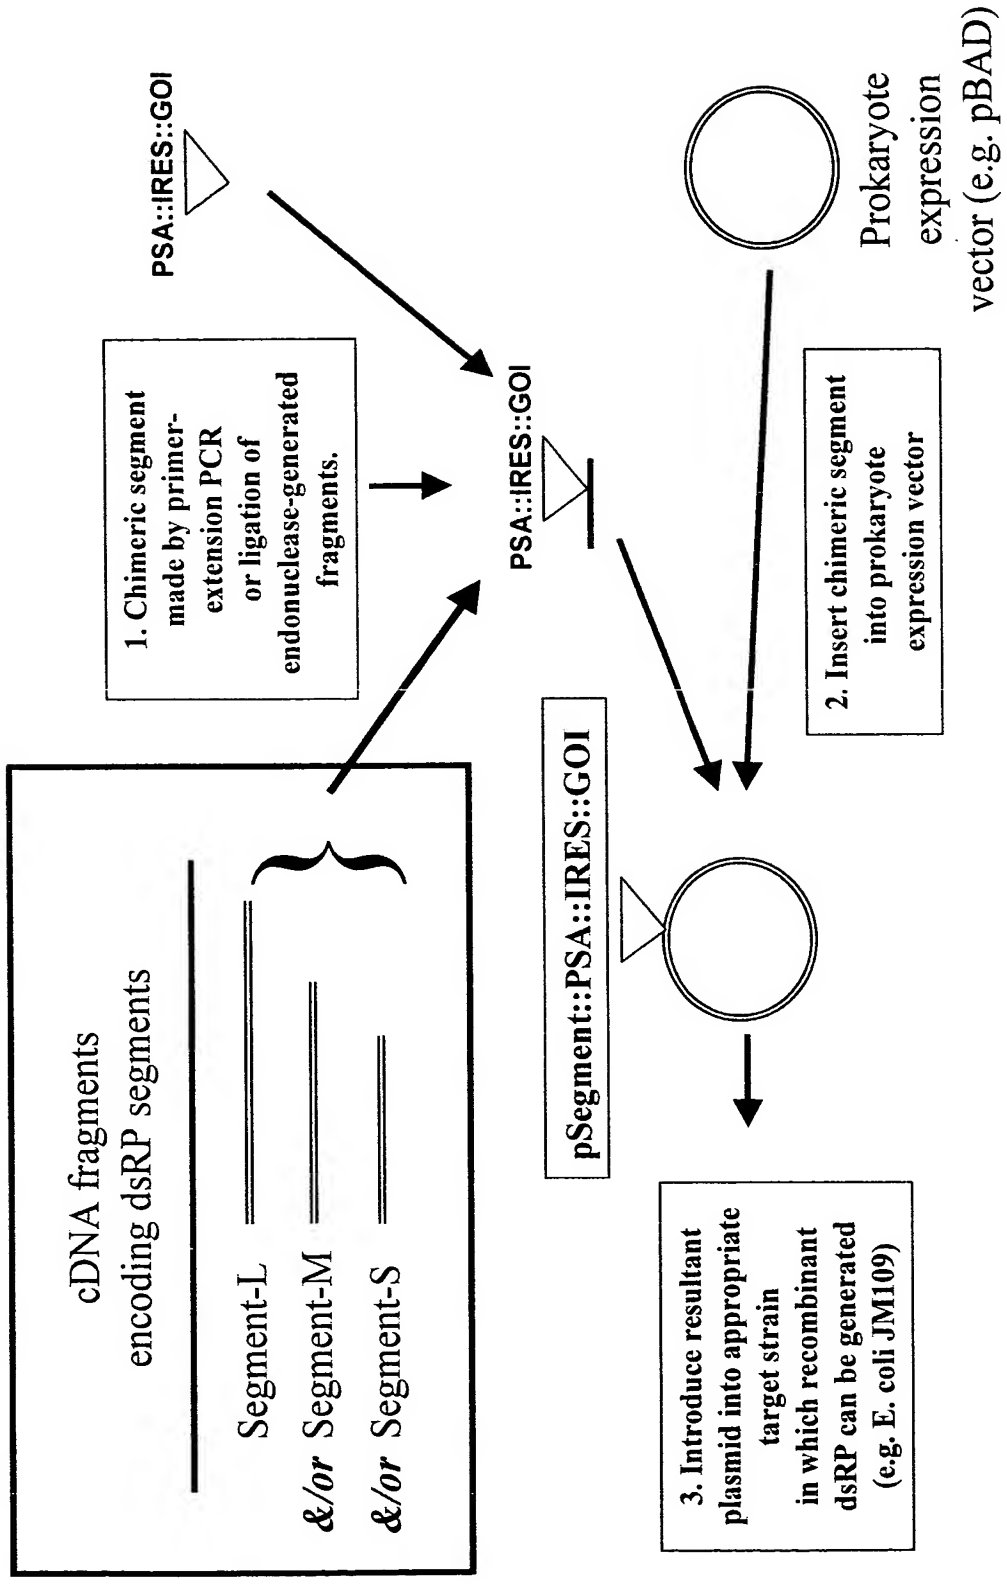 cDNA fragments
encoding dsRP segments
Segment-L
&/or Segment-M
&/or Segment-S
1. Chimeric segment
made by primer-
extension PCR
or ligation of
endonuclease-generated
fragments.
PSA::IRES::GOI
PSA::IRES::GOI
pSegment::PSA::IRES::GOI
3. Introduce resultant
plasmid into appropriate
target strain
in which recombinant
dsRP can be generated
(e.g. E. coli JM109)
2. Insert chimeric segment
into prokaryote
expression vector
Prokaryote
expression
vector (e.g. pBAD)